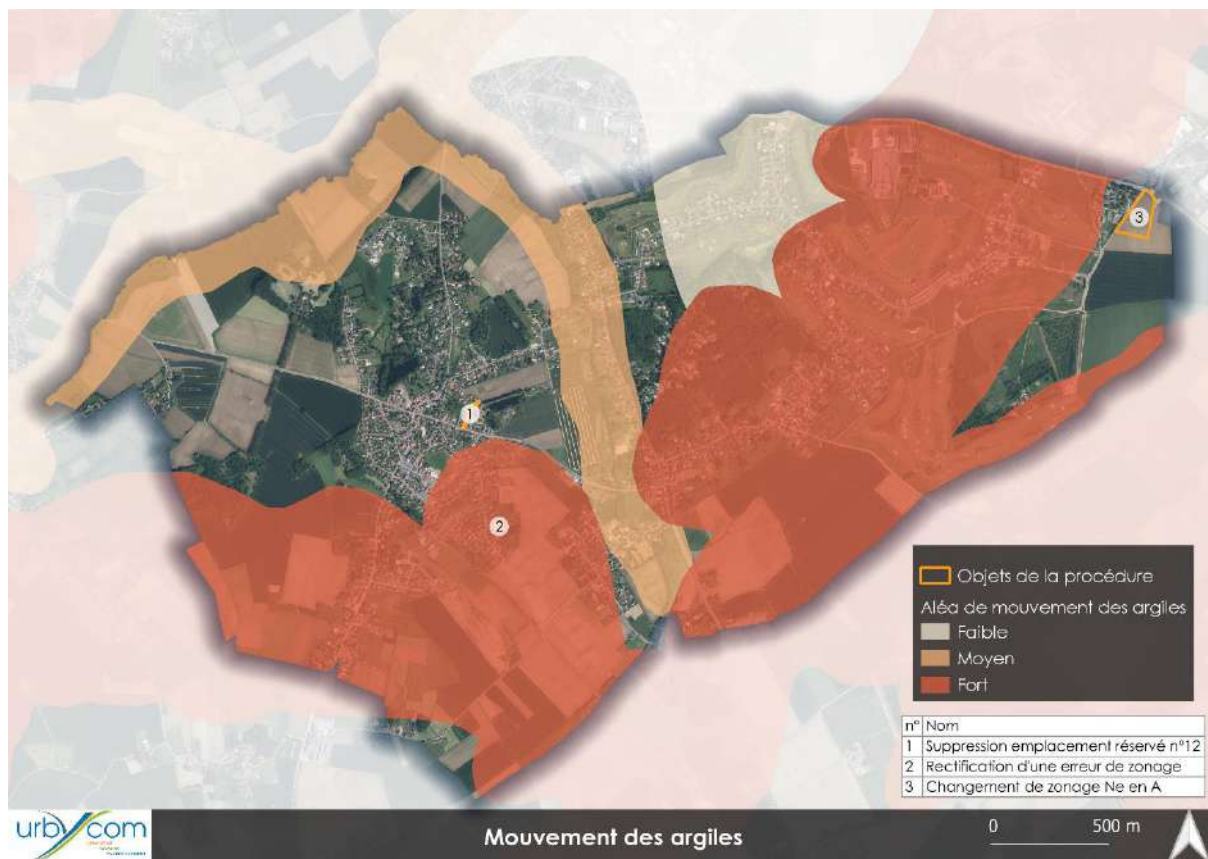 3
1
2
Objets de la procédure
Aléa de mouvement des argiles
Faible
Moyen
Fort
n° Nom
1 Suppression emplacement réservé n°12
2 Rectification d'une erreur de zonage
3 Changement de zonage Ne en A
urbycom
Mouvement des argiles
0 500 m